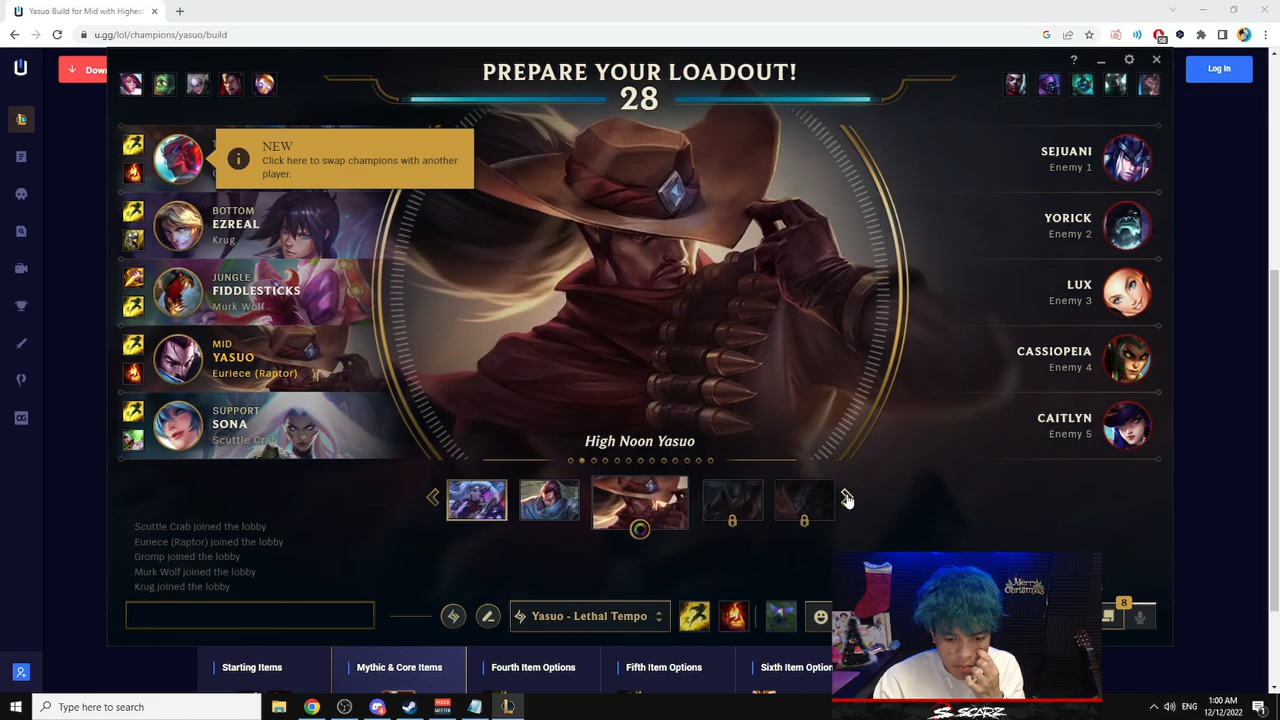 Yasuo Build for Mid with Highes
u.gg/lol/champions/yasuo/build
Dow
Log In
PREPARE YOUR LOADOUT!
28
NEW
Click here to swap champions with another
player.
BOTTOM
EZREAL
Krug
JUNGLE
FIDDLESTICKS
Murk Wolf
MID
YASUO
Euriece (Raptor)
SUPPORT
SONA
Scuttle Crab
SEJUANI
Enemy 1
YORICK
Enemy 2
LUX
Enemy 3
CASSIOPEIA
Enemy 4
CAITLYN
Enemy 5
High Noon Yasuo
Scuttle Crab joined the lobby
Euriece (Raptor) joined the lobby
Gromp joined the lobby
Murk Wolf joined the lobby
Krug joined the lobby
Yasuo - Lethal Tempo
8
Merry
Christmas
Starting Items
Mythic & Core Items
Fourth Item Options
Fifth Item Options
Sixth Item Option
Type here to search
ENG
1:00 AM
12/12/2022
SCARZ